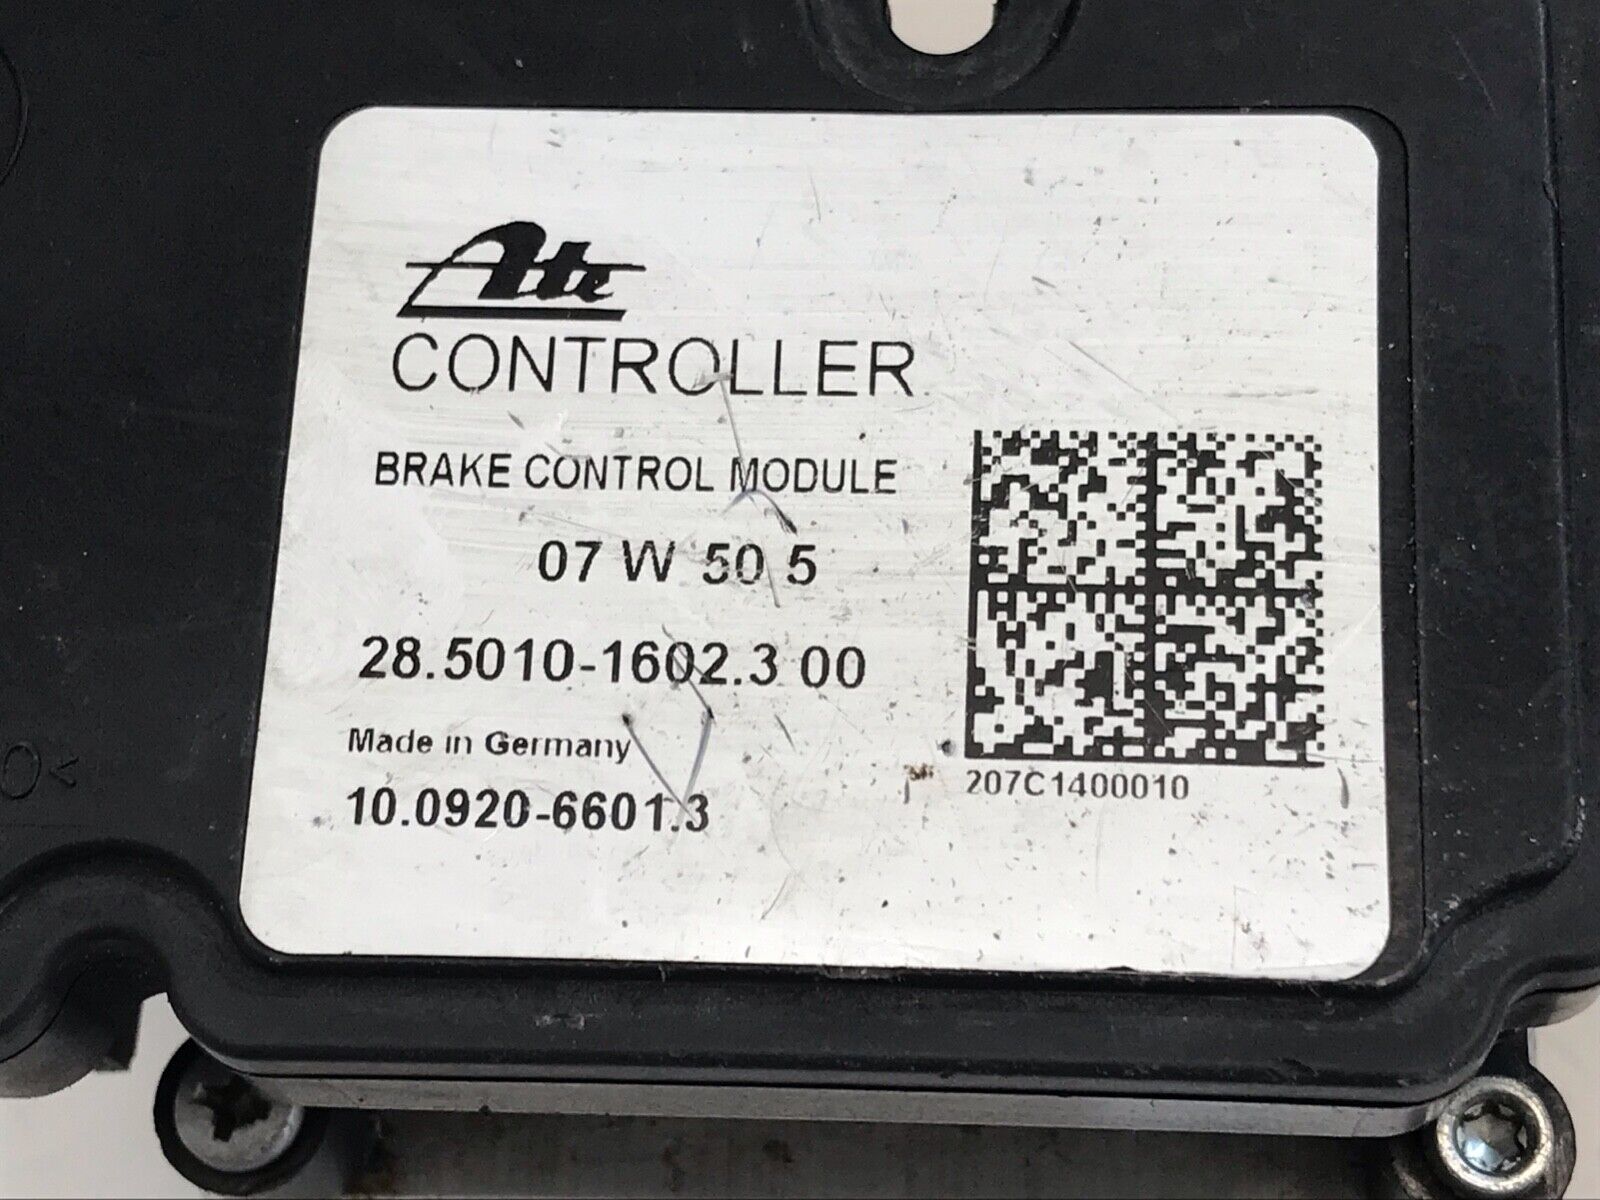 Ate
CONTROLLER
BRAKE CONTROL MODULE
07 W 50 5
28.5010-1602.3 00
Made in Germany
10.0920-6601.3
207C1400010
0<